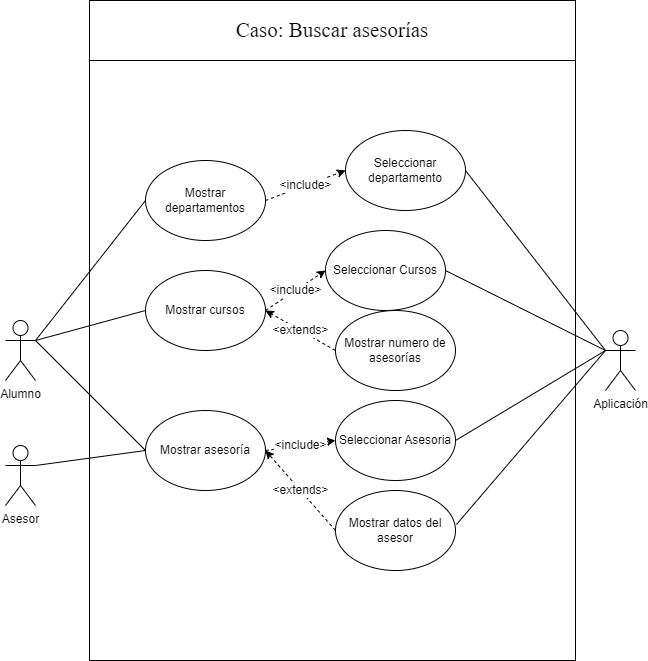 Caso: Buscar asesorías
Seleccionar
departamento
<include>
Mostrar
departamentos
Seleccionar Cursos
<include>
Mostrar cursos
<extends>
Mostrar numero de
asesorías
Alumno
Aplicación
Seleccionar Asesoria
<include>
Mostrar asesoría
<extends>
Mostrar datos del
asesor
Asesor